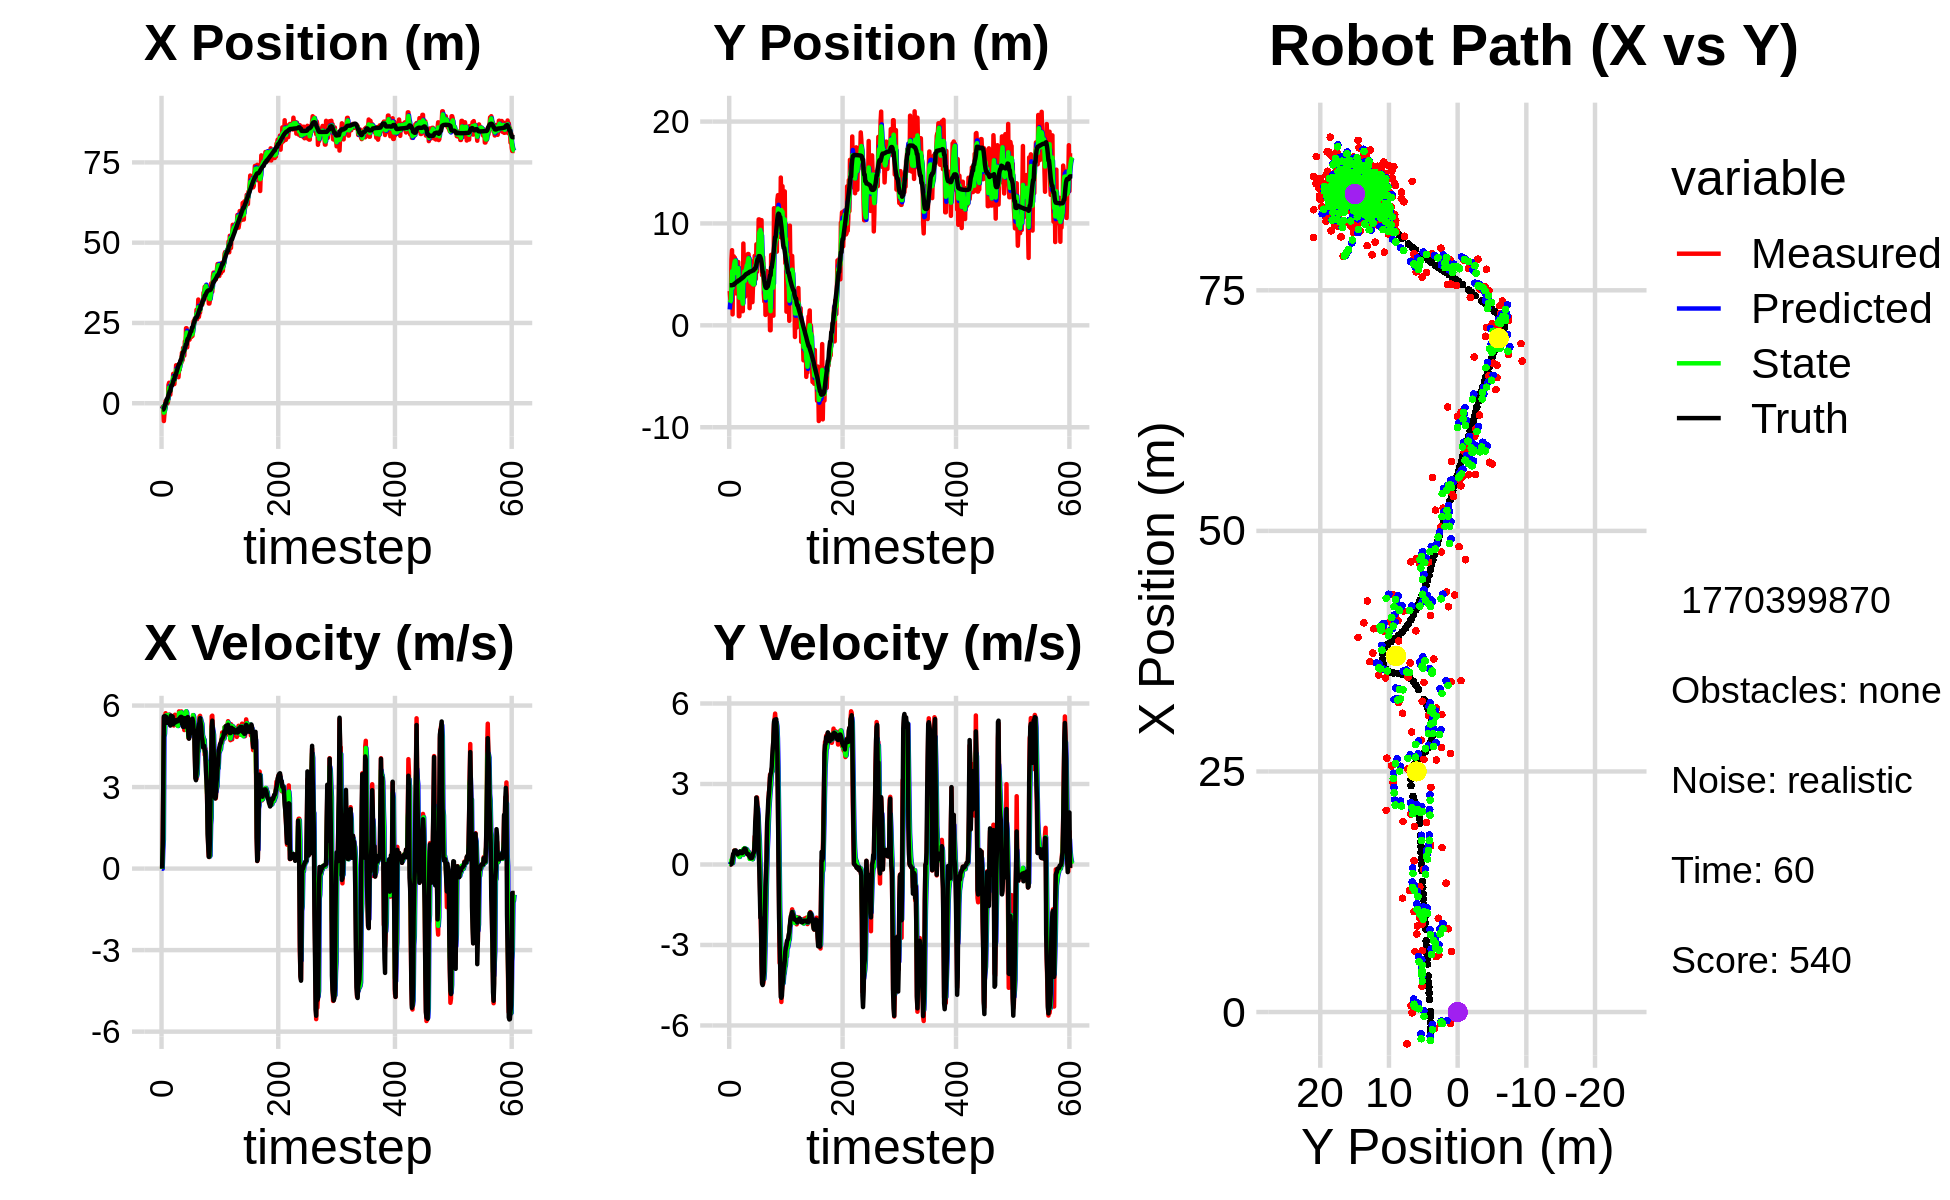 X Position (m)
75
50
25
0
0
200
400
600
timestep
Y Position (m)
20
10
0
-10
0
200
400
600
timestep
X Velocity (m/s)
6
3
0
-3
-6
0
200
400
600
timestep
Y Velocity (m/s)
6
3
0
-3
-6
0
200
400
600
timestep
Robot Path (X vs Y)
X Position (m)
75
50
25
0
20 10 0 -10 -20
Y Position (m)
variable
Measured
Predicted
State
Truth
1770399870
Obstacles: none
Noise: realistic
Time: 60
Score: 540